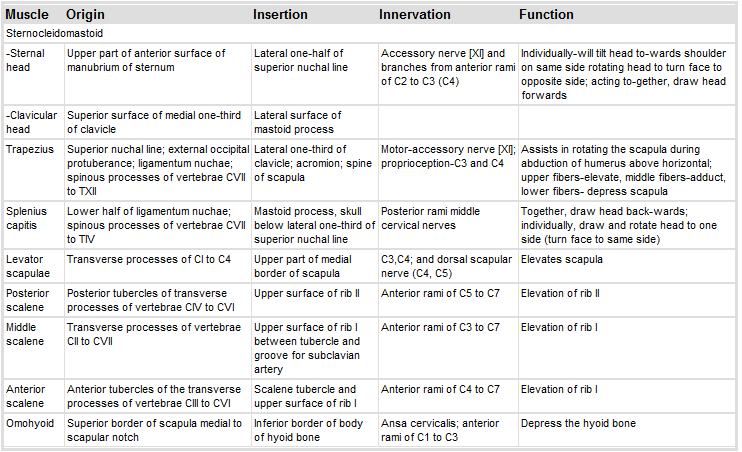 Muscle Origin Insertion Innervation Function
Sternocleidomastoid
-Sternal head
Upper part of anterior surface of
manubrium of sternum
Lateral one-half of
superior nuchal line
Accessory nerve [XI] and
branches from anterior rami
of C2 to C3 (C4)
Individually-will tilt head to-wards shoulder
on same side rotating head to turn face to
opposite side; acting to-gether, draw head
forwards
-Clavicular
head
Superior surface of medial one-third
of clavicle
Lateral surface of
mastoid process
Trapezius
Superior nuchal line; external occipital
protuberance; ligamentum nuchae;
spinous processes of vertebrae CVII
to TXII
Lateral one-third of
clavicle; acromion; spine
of scapula
Motor-accessory nerve [XI];
proprioception-C3 and C4
Assists in rotating the scapula during
abduction of humerus above horizontal;
upper fibers-elevate, middle fibers-adduct,
lower fibers- depress scapula
Splenius
capitis
Lower half of ligamentum nuchae;
spinous processes of vertebrae CVII
to TIV
Mastoid process, skull
below lateral one-third of
superior nuchal line
Posterior rami middle
cervical nerves
Together, draw head back-wards;
individually, draw and rotate head to one
side (turn face to same side)
Levator
scapulae
Transverse processes of CI to C4
Upper part of medial
border of scapula
C3,C4; and dorsal scapular
nerve (C4, C5)
Elevates scapula
Posterior
scalene
Posterior tubercles of transverse
processes of vertebrae CIV to CVI
Upper surface of rib II
Anterior rami of C5 to C7
Elevation of rib II
Middle
scalene
Transverse processes of vertebrae
CII to CVII
Upper surface of rib I
between tubercle and
groove for subclavian
artery
Anterior rami of C3 to C7
Elevation of rib I
Anterior
scalene
Anterior tubercles of the transverse
processes of vertebrae CIII to CVI
Scalene tubercle and
upper surface of rib I
Anterior rami of C4 to C7
Elevation of rib I
Omohyoid
Superior border of scapula medial to
scapular notch
Inferior border of body
of hyoid bone
Ansa cervicalis; anterior
rami of C1 to C3
Depress the hyoid bone